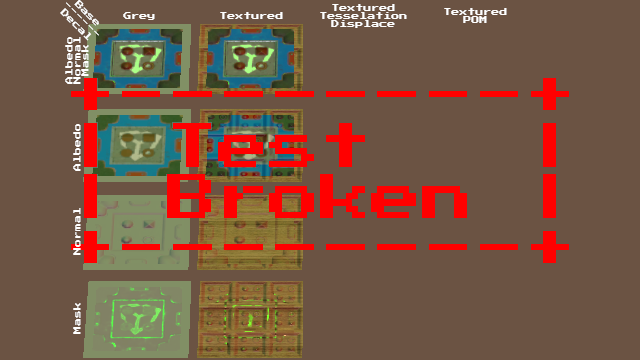 Base
Decal
Grey
Textured
Textured
Tesselation
Displace
Textured
POM
Albedo
Normal
Mask
Albedo
Normal
Mask
Test
Broken